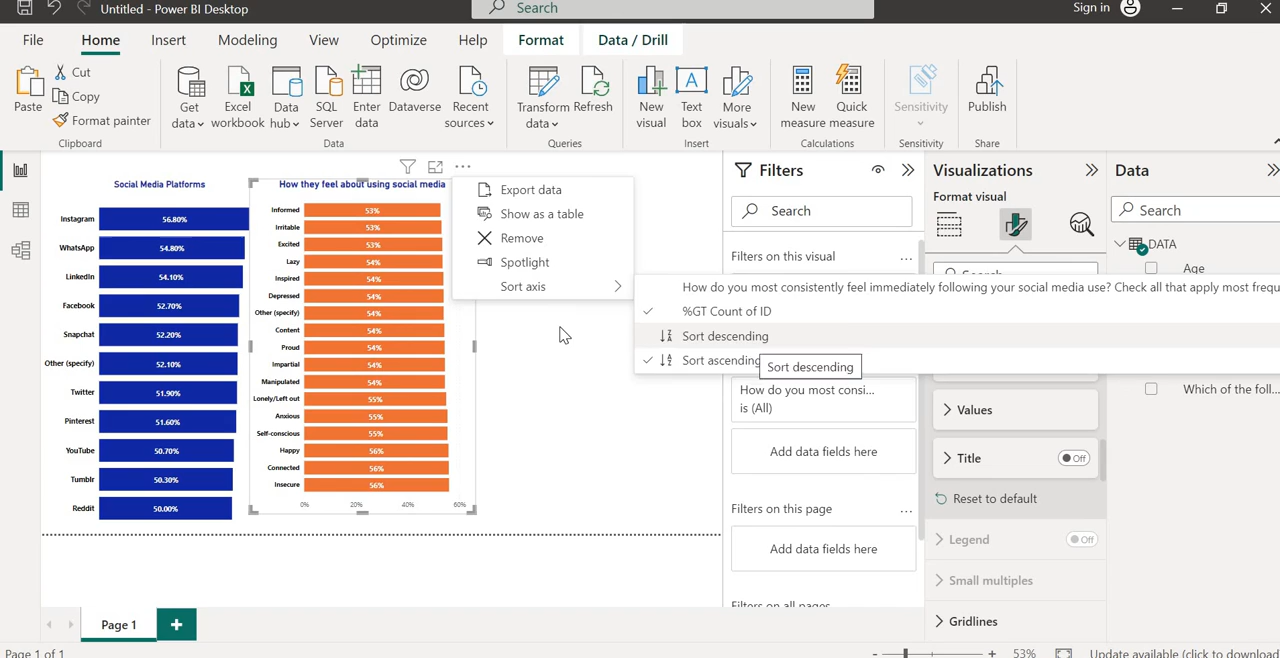 Untitled - Power BI Desktop
Search
Sign in
File
Home
Insert
Modeling
View
Optimize
Help
Format
Data / Drill
Paste
Cut
Copy
Format painter
Clipboard
Get data
Excel workbook
Data hub
SQL Server
Enter data
Dataverse
Recent sources
Data
Transform data
Refresh
Queries
New visual
Text box
More visuals
Insert
New measure
Quick measure
Calculations
Sensitivity
Sensitivity
Publish
Share
Social Media Platforms
Instagram 56.80%
WhatsApp 54.80%
LinkedIn 54.10%
Facebook 52.70%
Snapchat 52.20%
Other (specify) 52.10%
Twitter 51.90%
Pinterest 51.60%
YouTube 50.70%
Tumblr 50.30%
Reddit 50.00%
How they feel about using social media
Informed 53%
Irritable 53%
Excited 53%
Lazy 54%
Inspired 54%
Depressed 54%
Other (specify) 54%
Content 54%
Proud 54%
Impartial 54%
Manipulated 54%
Lonely/Left out 55%
Anxious 55%
Self-conscious 55%
Happy 56%
Connected 56%
Insecure 56%
0% 20% 40% 60%
Export data
Show as a table
Remove
Spotlight
Sort axis
How do you most consistently feel immediately following your social media use? Check all that apply most frequ
%GT Count of ID
Sort descending
Sort ascending
Sort descending
Filters
Search
Filters on this visual
How do you most consi...
is (All)
Add data fields here
Filters on this page
Add data fields here
Filters on all pages
Visualizations
Format visual
Search
Values
Title
Off
Reset to default
Legend
Off
Small multiples
Gridlines
Data
Search
DATA
Age
Which of the foll...
Page 1
Page 1 of 1
- + 53%
Update available (click to download